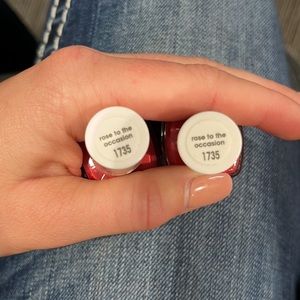 rose to the
occasion
1735
rose to the
occasion
1735